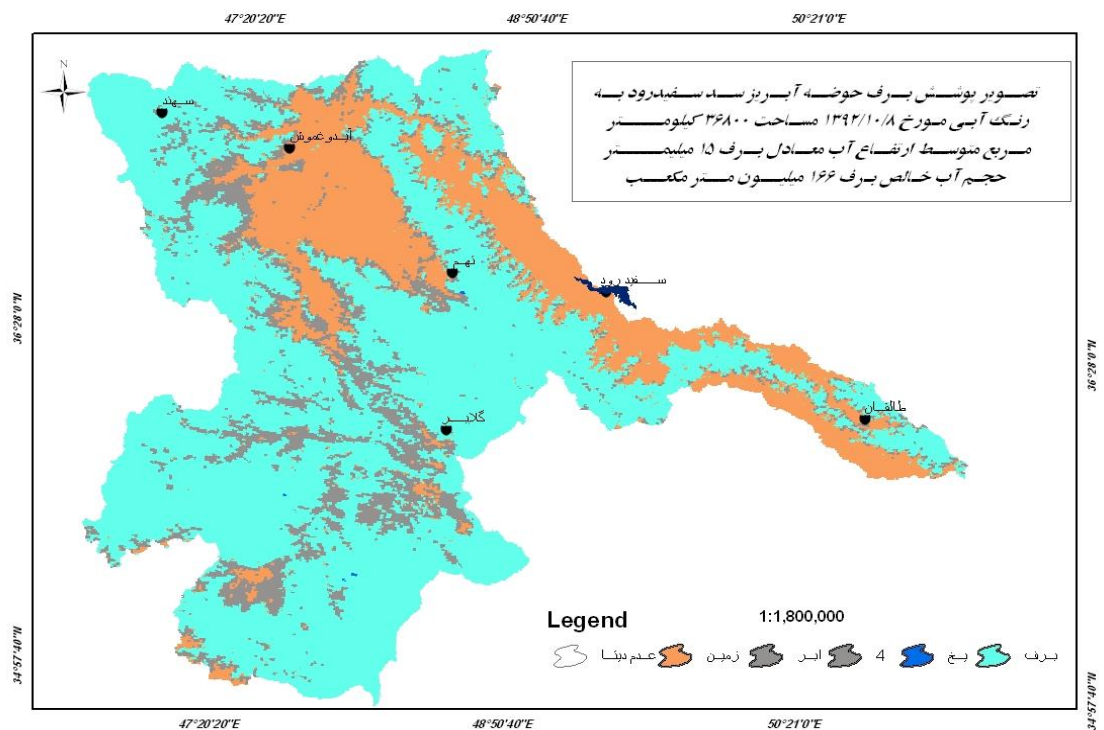 47°20'20"E 48°50'40"E 50°21'0"E
N
تصویر پوشش برف حوضه آبریز سد سفیدرود به
رنگ آبی مورخ ۱۳۹۲/۱۰/۸ مساحت ۳۶۸۰۰ کیلومتر
مربع متوسط ارتفاع آب معادل برف ۱۵ میلیمتر
حجم آب خالص برف ۱۶۶ میلیون متر مکعب
سهند
آیدوغموش
تهم
سفیدرود
36°28'0"N
36°28'0"N
طالقان
گلابر
Legend 1:1,800,000
برف یخ 4 ابر زمین عدم دیتا
34°57'40"N
34°57'40"N
47°20'20"E 48°50'40"E 50°21'0"E